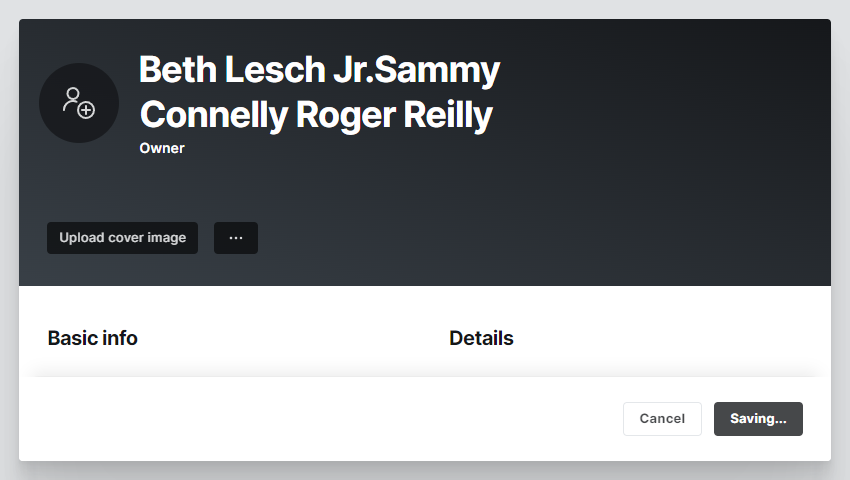 Beth Lesch Jr.Sammy
Connelly Roger Reilly
Owner
Upload cover image
...
Basic info
Details
Cancel
Saving...